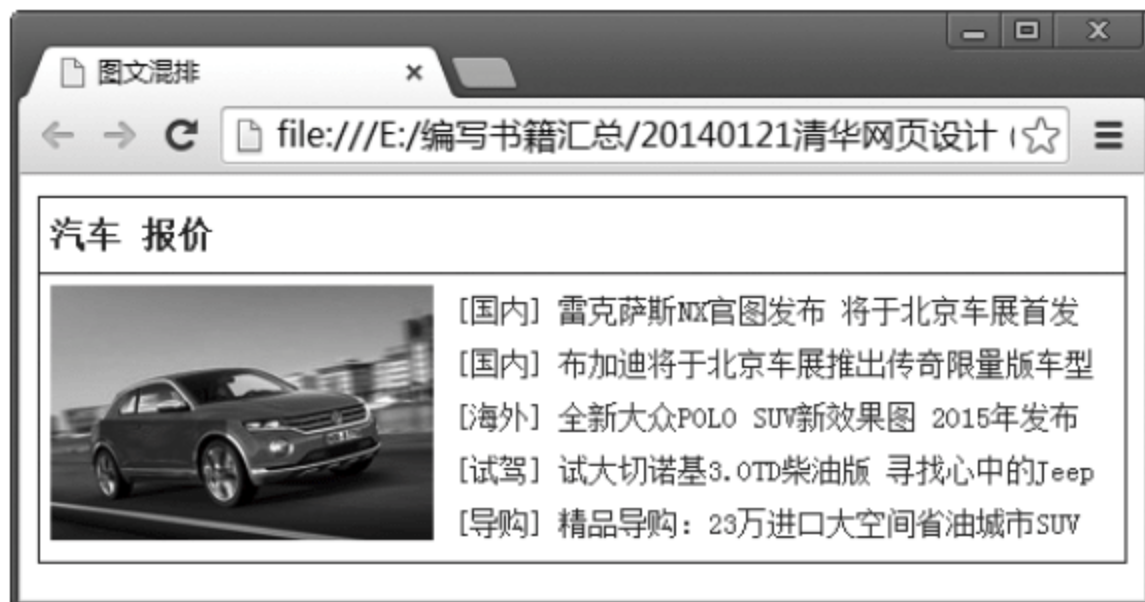 图文混排
file:///E:/编写书籍汇总/20140121清华网页设计
汽车 报价
[国内] 雷克萨斯NX官图发布 将于北京车展首发
[国内] 布加迪将于北京车展推出传奇限量版车型
[海外] 全新大众POLO SUV新效果图 2015年发布
[试驾] 试大切诺基3.0TD柴油版 寻找心中的Jeep
[导购] 精品导购：23万进口大空间省油城市SUV